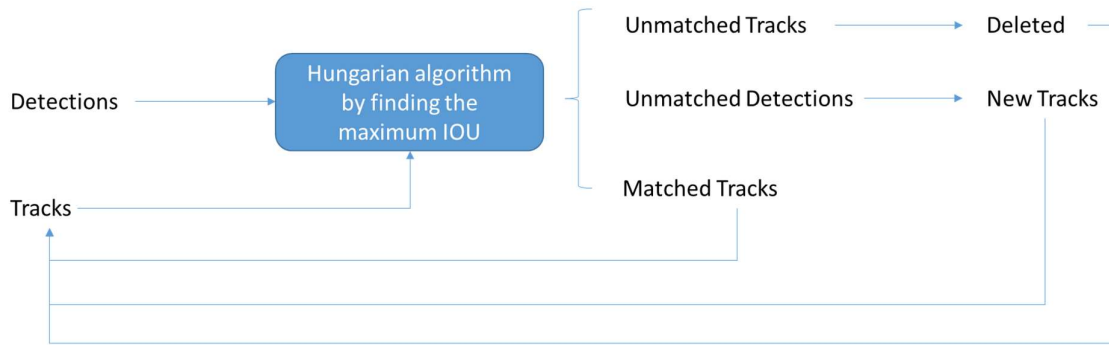 Unmatched Tracks
Deleted
Hungarian algorithm
by finding the
maximum IOU
Detections
Unmatched Detections
New Tracks
Matched Tracks
Tracks